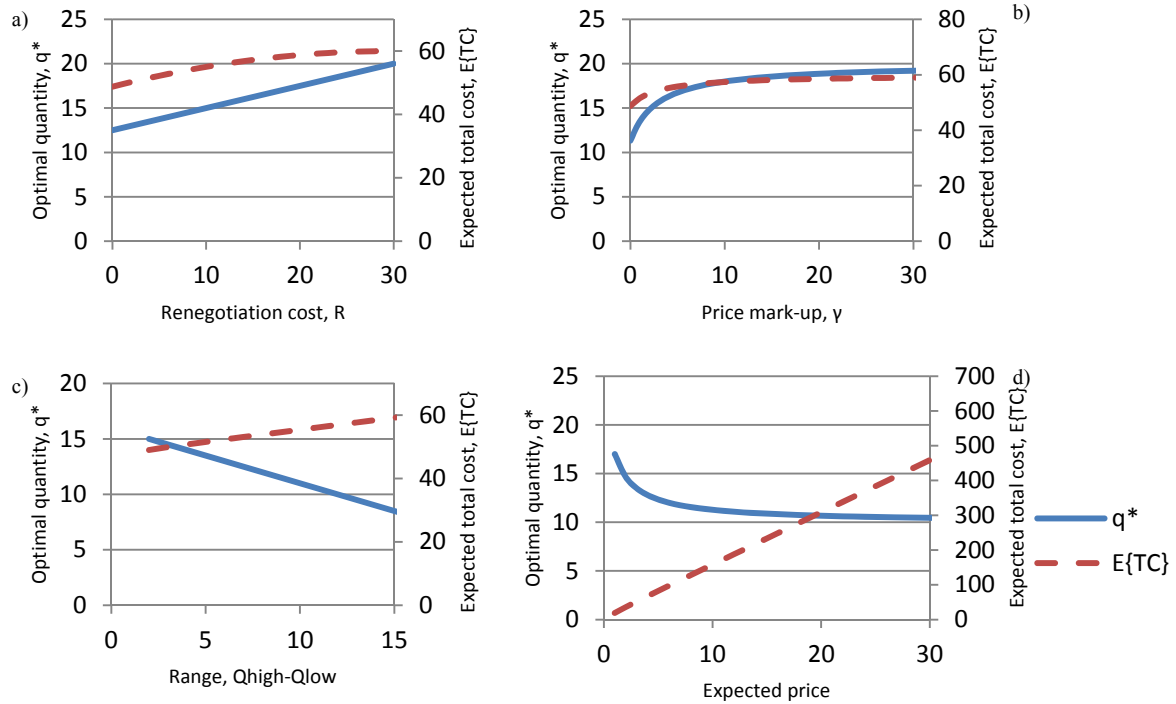 a)
Optimal quantity, q*
25
20
15
10
5
0
0 10 20 30
Renegotiation cost, R
60
40
20
0
Expected total cost, E{TC}
b)
Optimal quantity, q*
25
20
15
10
5
0
0 10 20 30
Price mark-up, γ
80
60
40
20
0
Expected total cost, E{TC}
c)
Optimal quantity, q*
20
15
10
5
0
0 5 10 15
Range, Qhigh-Qlow
60
40
20
0
Expected total cost, E{TC}
d)
Optimal quantity, q*
25
20
15
10
5
0
0 10 20 30
Expected price
700
600
500
400
300
200
100
0
Expected total cost, E{TC}
q*
E{TC}